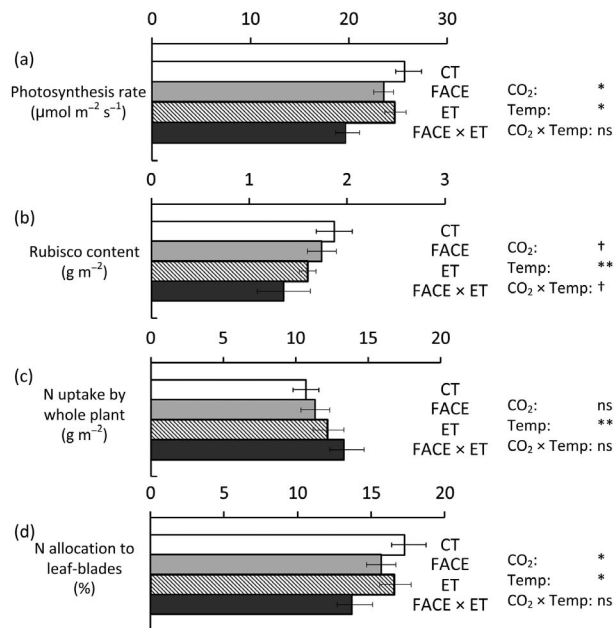 0 10 20 30
(a)
CT
Photosynthesis rate FACE CO₂: *
(µmol m⁻² s⁻¹) ET Temp: *
FACE × ET CO₂ × Temp: ns
0 1 2 3
(b)
CT
Rubisco content FACE CO₂: †
(g m⁻²) ET Temp: **
FACE × ET CO₂ × Temp: †
0 5 10 15 20
(c)
N uptake by CT
whole plant FACE CO₂: ns
(g m⁻²) ET Temp: **
FACE × ET CO₂ × Temp: ns
0 5 10 15 20
(d)
N allocation to CT
leaf-blades FACE CO₂: *
(%) ET Temp: *
FACE × ET CO₂ × Temp: ns